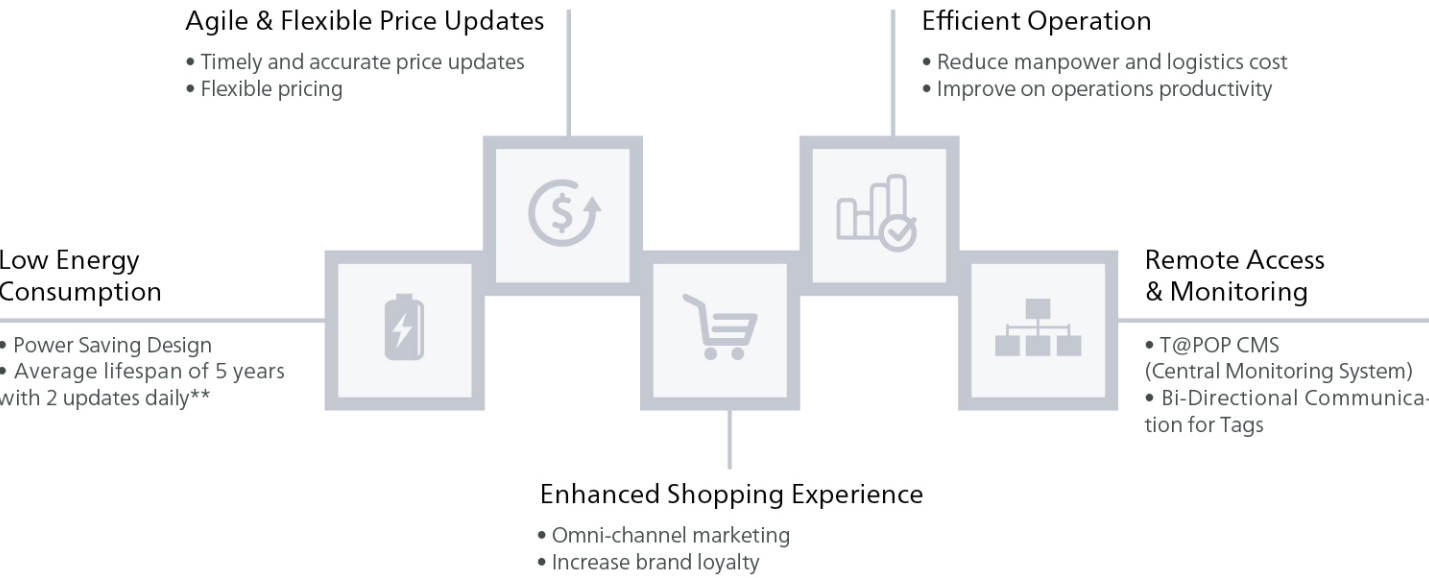 Agile & Flexible Price Updates
• Timely and accurate price updates
• Flexible pricing
Efficient Operation
• Reduce manpower and logistics cost
• Improve on operations productivity
Low Energy
Consumption
• Power Saving Design
• Average lifespan of 5 years
with 2 updates daily**
$
Remote Access
& Monitoring
• T@POP CMS
(Central Monitoring System)
• Bi-Directional Communica-
tion for Tags
Enhanced Shopping Experience
• Omni-channel marketing
• Increase brand loyalty